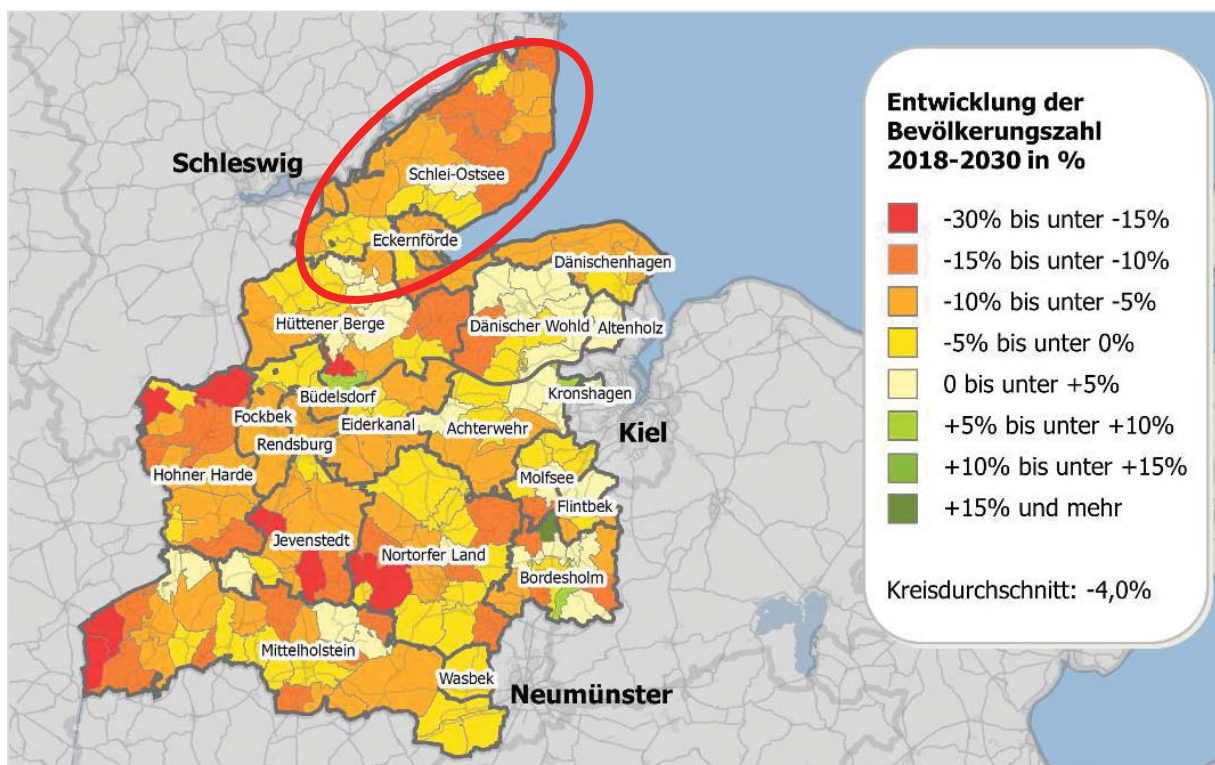 Schleswig
Schlei-Ostsee
Eckernförde
Dänischenhagen
Hüttener Berge
Dänischer Wohld
Altenholz
Büdelsdorf
Kronshagen
Fockbek
Eiderkanal
Achterwehr
Kiel
Rendsburg
Hohner Harde
Molfsee
Flintbek
Jevenstedt
Nortorfer Land
Bordesholm
Mittelholstein
Wasbek
Neumünster
Entwicklung der
Bevölkerungszahl
2018-2030 in %
-30% bis unter -15%
-15% bis unter -10%
-10% bis unter -5%
-5% bis unter 0%
0 bis unter +5%
+5% bis unter +10%
+10% bis unter +15%
+15% und mehr
Kreisdurchschnitt: -4,0%